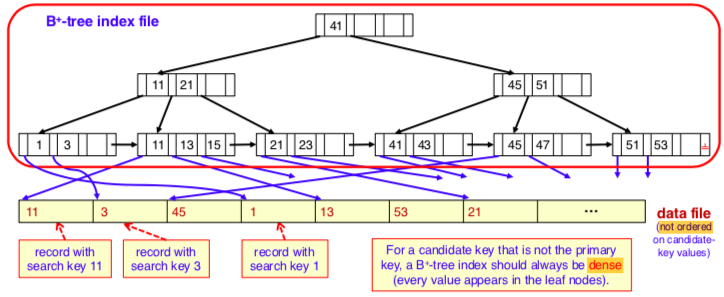 B+-tree index file
41
11 21
45 51
1 3
11 13 15
21 23
41 43
45 47
51 53
11 3 45 1 13 53 21 ...
data file
(not ordered
on candidate-
key values)
record with
search key 11
record with
search key 3
record with
search key 1
For a candidate key that is not the primary
key, a B+-tree index should always be dense
(every value appears in the leaf nodes).